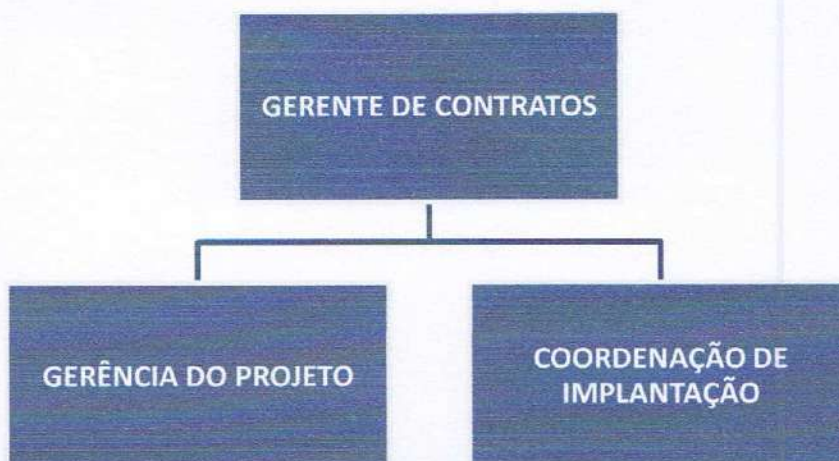 GERENTE DE CONTRATOS
GERÊNCIA DO PROJETO
COORDENAÇÃO DE
IMPLANTAÇÃO